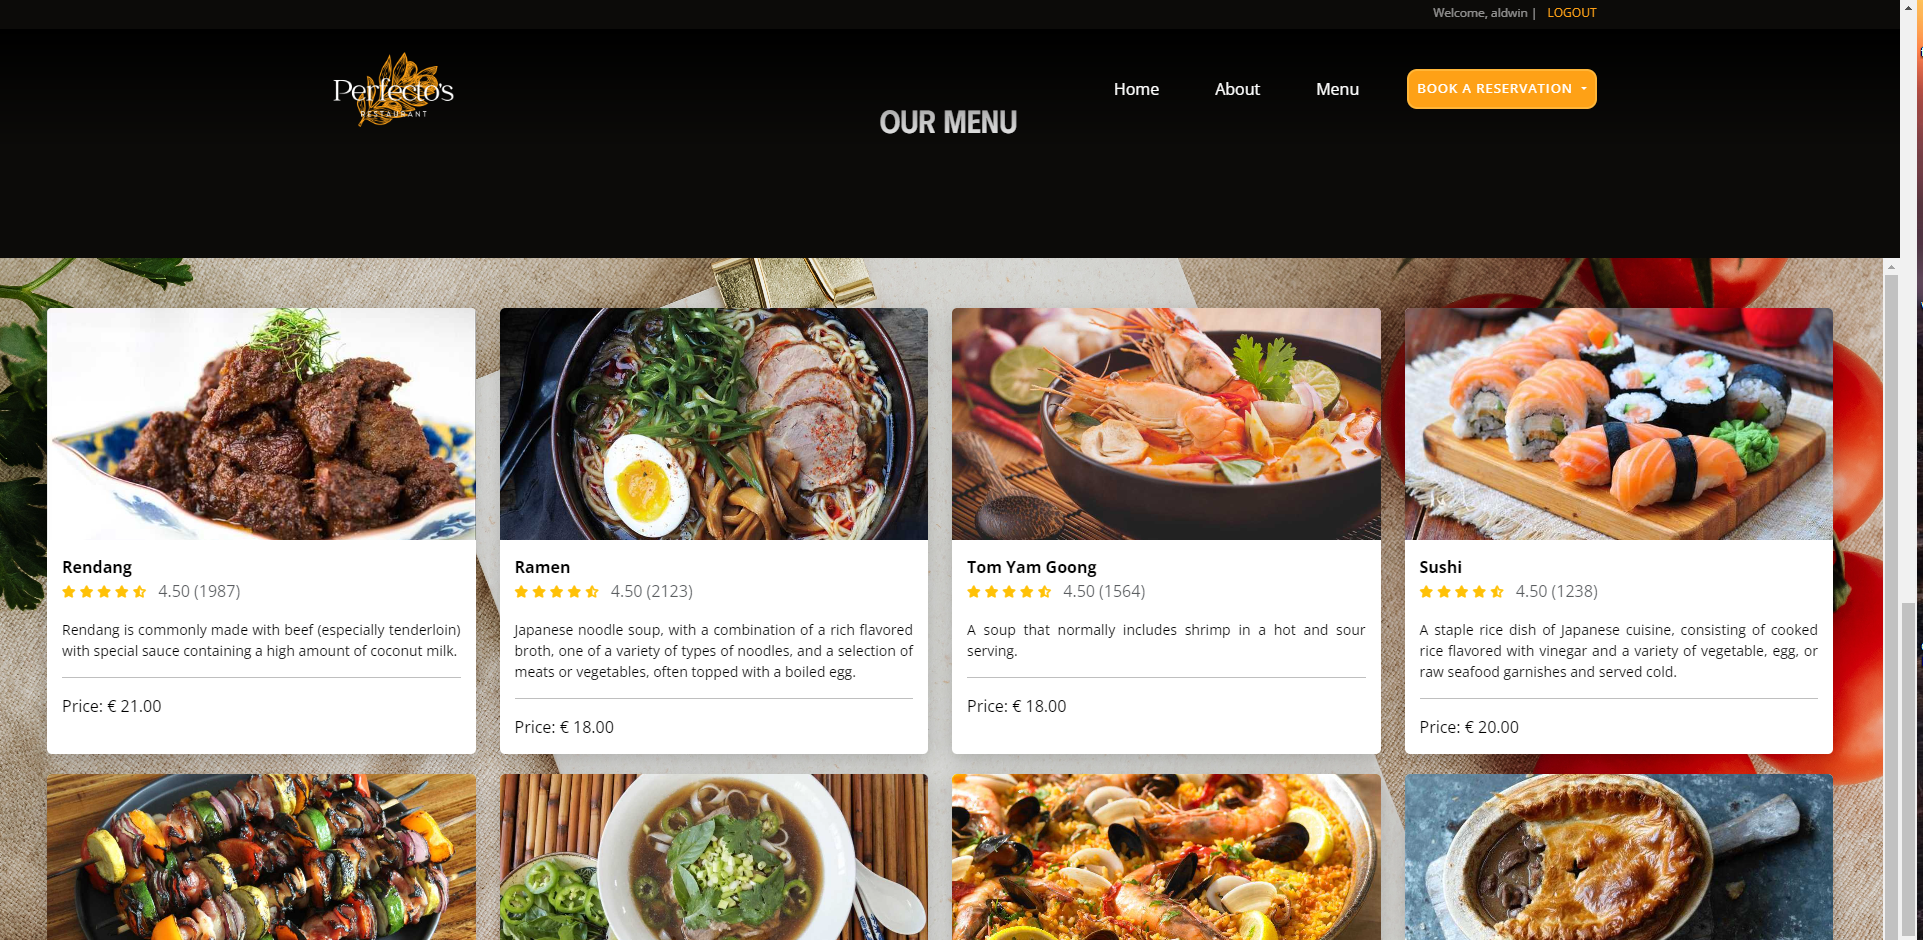 Welcome, aldwin | LOGOUT
Perfecto's
RESTAURANT
Home About Menu BOOK A RESERVATION
OUR MENU
Rendang
4.50 (1987)
Rendang is commonly made with beef (especially tenderloin)
with special sauce containing a high amount of coconut milk.
Price: € 21.00
Ramen
4.50 (2123)
Japanese noodle soup, with a combination of a rich flavored
broth, one of a variety of types of noodles, and a selection of
meats or vegetables, often topped with a boiled egg.
Price: € 18.00
Tom Yam Goong
4.50 (1564)
A soup that normally includes shrimp in a hot and sour
serving.
Price: € 18.00
Sushi
4.50 (1238)
A staple rice dish of Japanese cuisine, consisting of cooked
rice flavored with vinegar and a variety of vegetable, egg, or
raw seafood garnishes and served cold.
Price: € 20.00